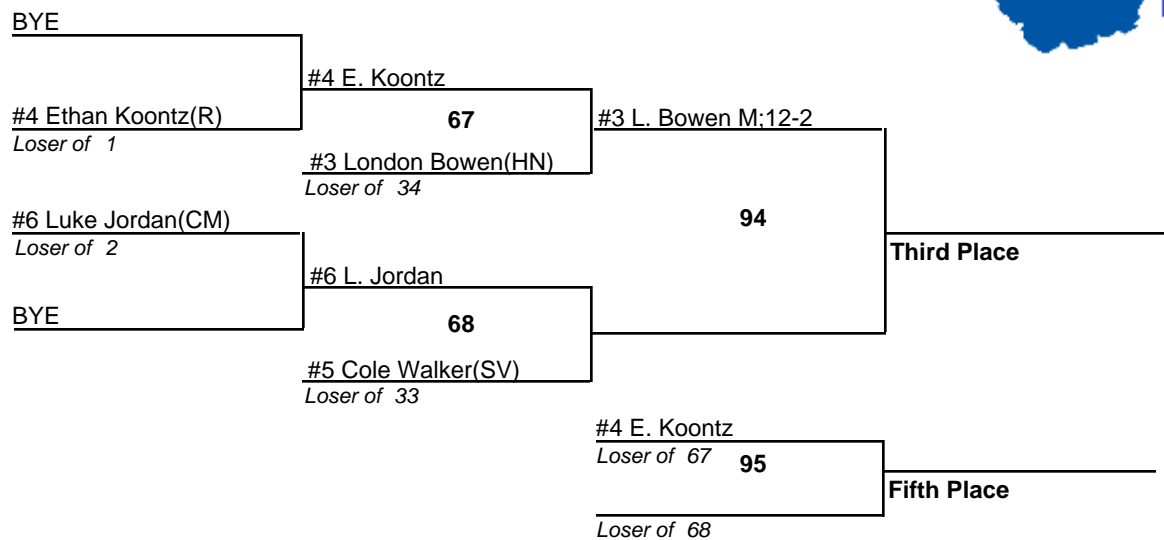 BYE
#4 E. Koontz
#4 Ethan Koontz(R)
Loser of 1
67
#3 L. Bowen M;12-2
#3 London Bowen(HN)
Loser of 34
#6 Luke Jordan(CM)
Loser of 2
94
Third Place
#6 L. Jordan
BYE
68
#5 Cole Walker(SV)
Loser of 33
#4 E. Koontz
Loser of 67
95
Fifth Place
Loser of 68